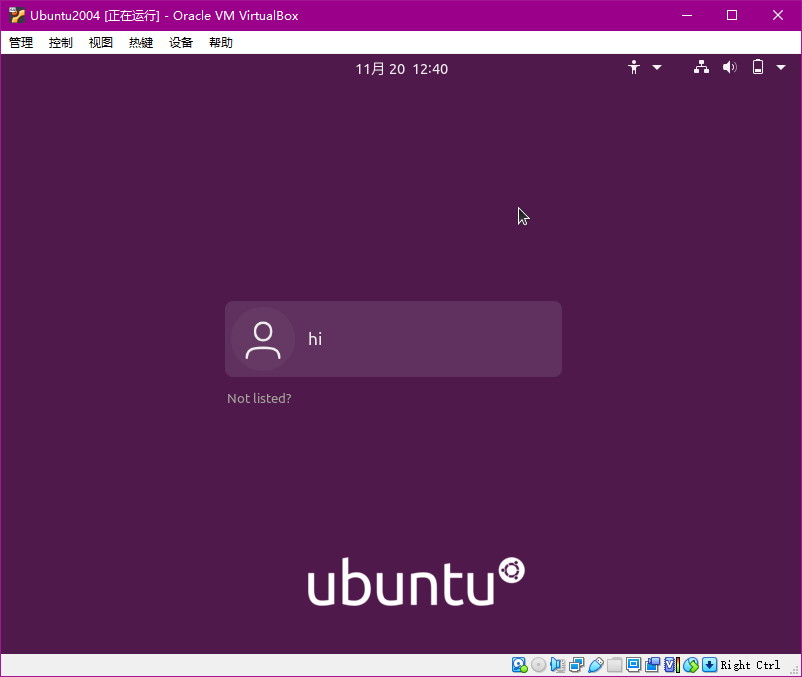 Ubuntu2004 [正在运行] - Oracle VM VirtualBox
管理 控制 视图 热键 设备 帮助
11月 20 12:40
hi
Not listed?
ubuntu
Right Ctrl